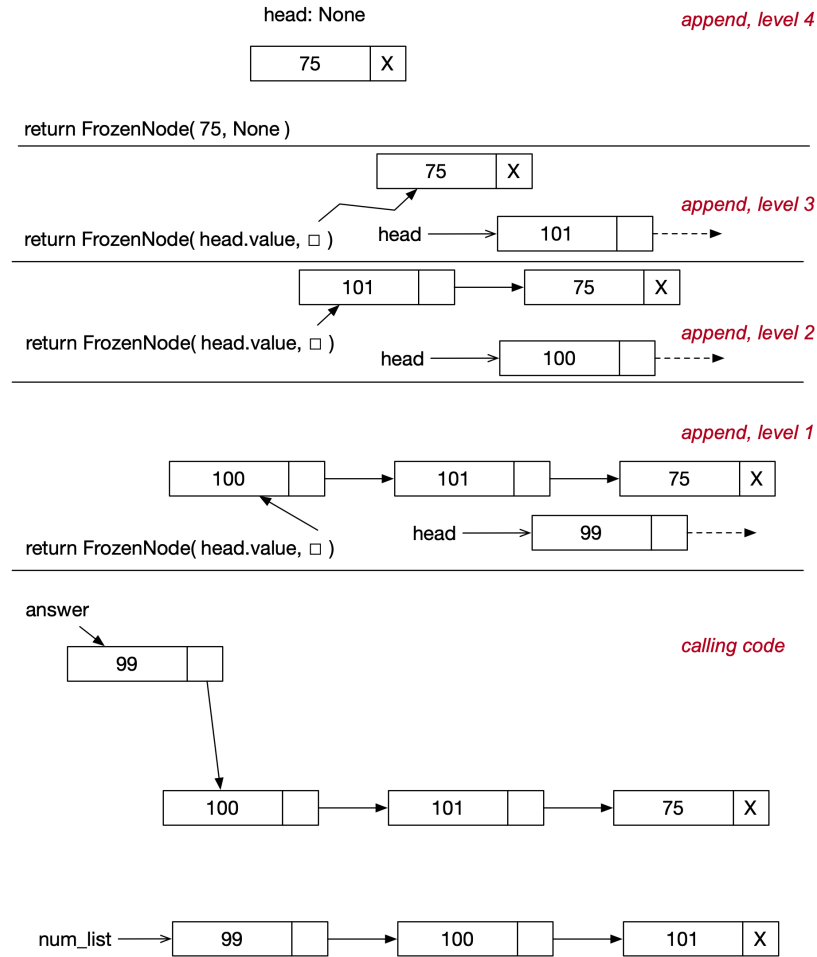 head: None
append, level 4
75 X
return FrozenNode( 75, None )
75 X
append, level 3
return FrozenNode( head.value, □ ) head 101
101 75 X
append, level 2
return FrozenNode( head.value, □ )
head 100
append, level 1
100 101 75 X
head 99
return FrozenNode( head.value, □ )
answer
calling code
99
100 101 75 X
num_list 99 100 101 X